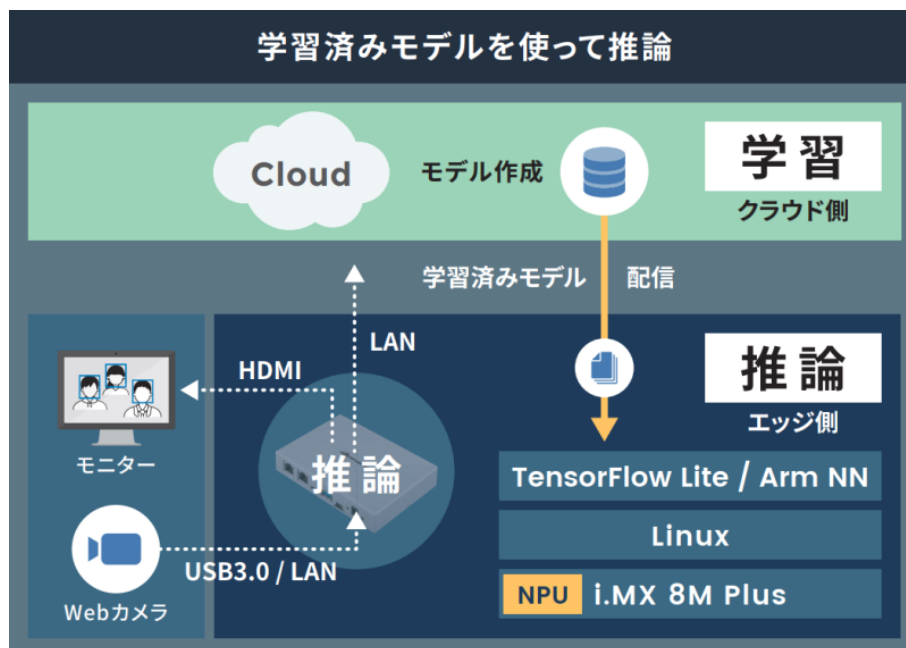 学習済みモデルを使って推論
Cloud
モデル作成
学習
クラウド側
学習済みモデル
配信
LAN
HDMI
推論
エッジ側
モニター
推論
TensorFlow Lite / Arm NN
Linux
NPU i.MX 8M Plus
USB3.0 / LAN
Webカメラ